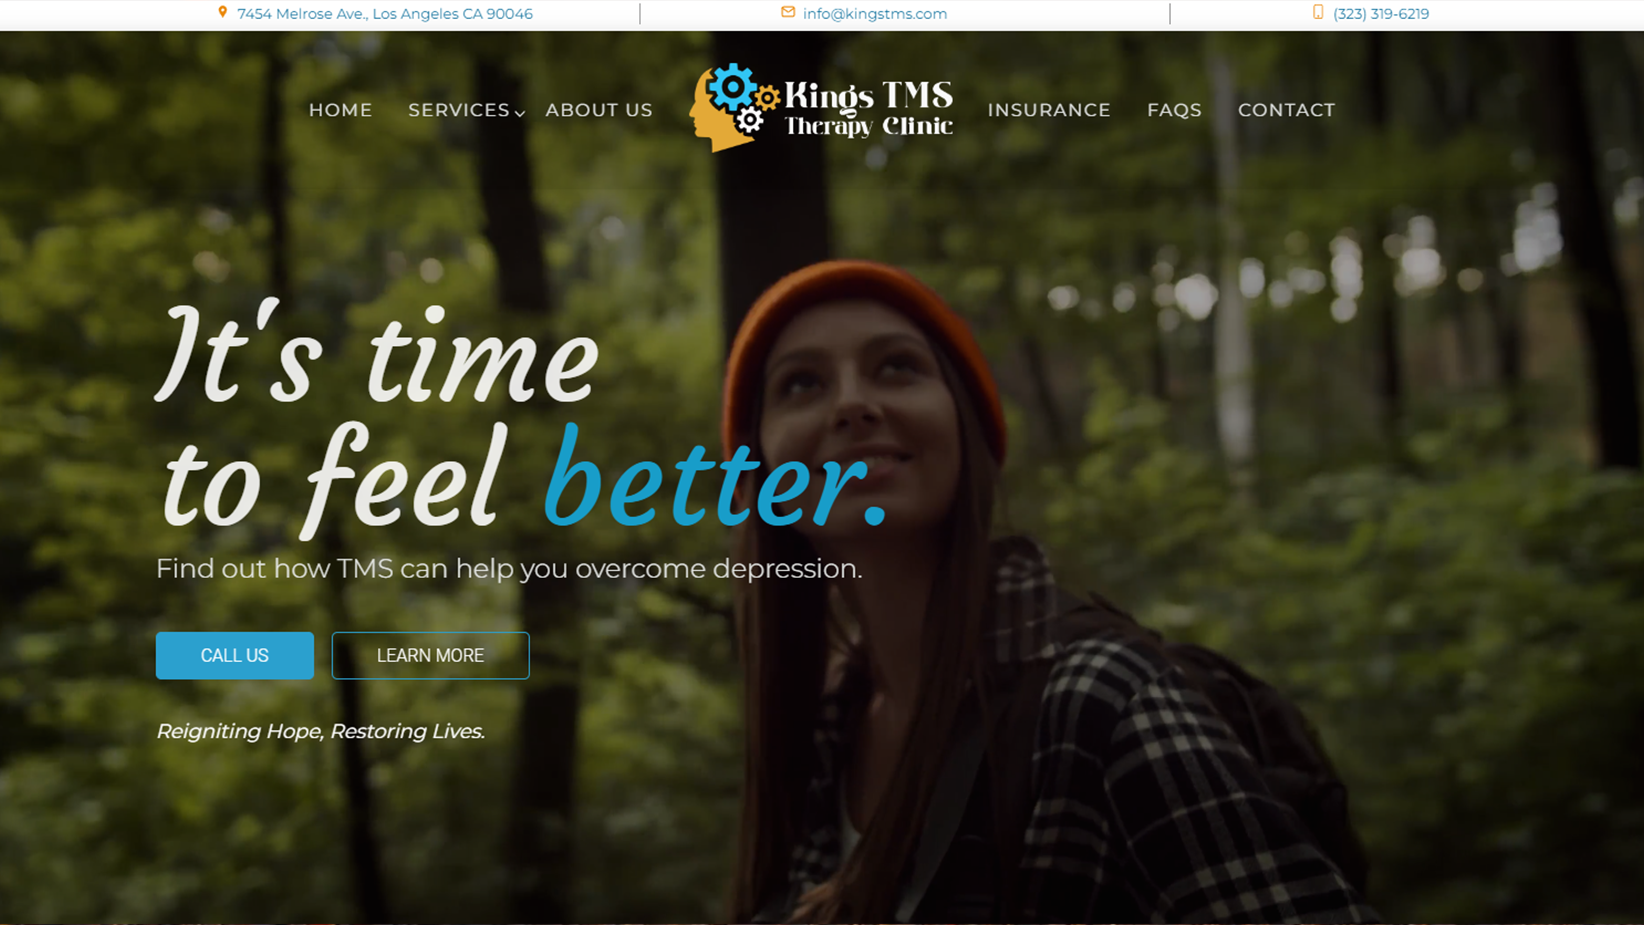 7454 Melrose Ave., Los Angeles CA 90046
info@kingstms.com
(323) 319-6219
HOME
SERVICES
ABOUT US
Kings TMS
Therapy Clinic
INSURANCE
FAQS
CONTACT
It's time
to feel better.
Find out how TMS can help you overcome depression.
CALL US
LEARN MORE
Reigniting Hope, Restoring Lives.